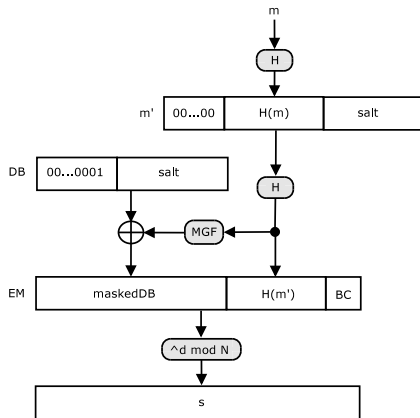 m
H
m' 00...00 H(m) salt
DB 00...0001 salt
H
MGF
EM maskedDB H(m') BC
^d mod N
s